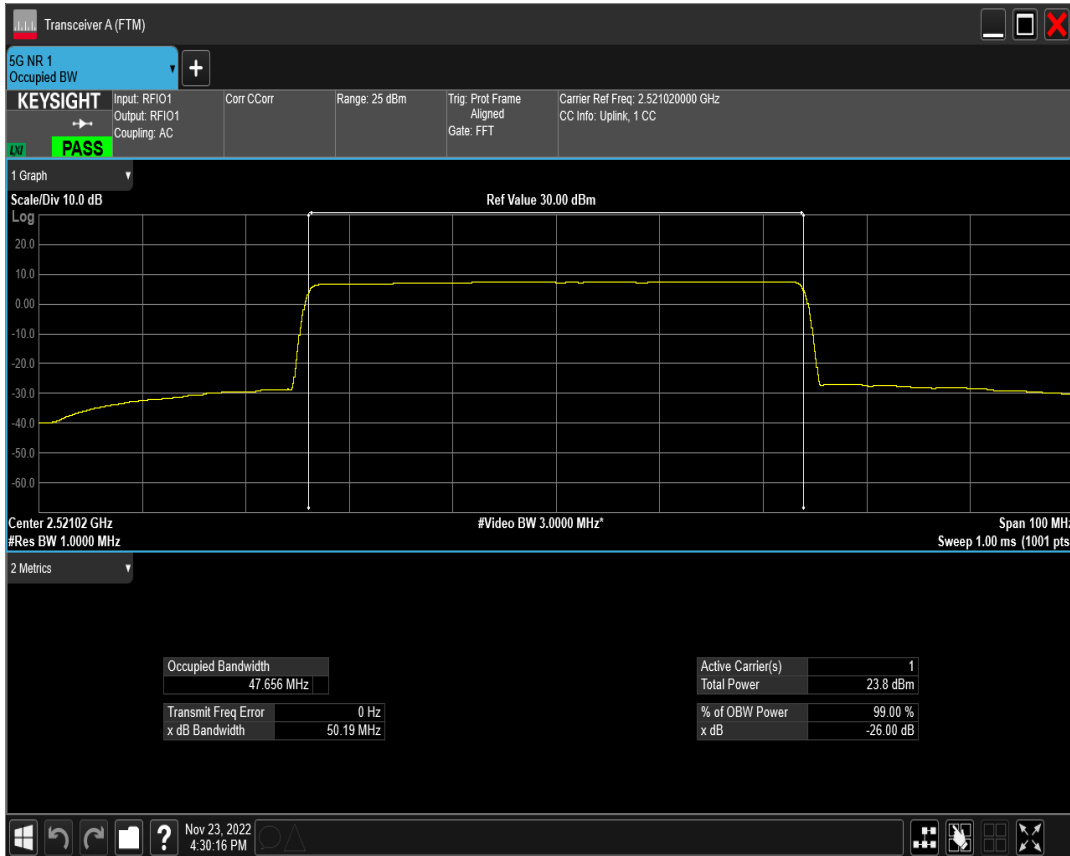 Transceiver A (FTM)
5G NR 1
Occupied BW
+
KEYSIGHT
LXI
PASS
Input: RFIO1
Output: RFIO1
Coupling: AC
Corr CCorr
Range: 25 dBm
Trig: Prot Frame
Aligned
Gate: FFT
Carrier Ref Freq: 2.521020000 GHz
CC Info: Uplink, 1 CC
1 Graph
Scale/Div 10.0 dB
Ref Value 30.00 dBm
Log
20.0
10.0
0.00
-10.0
-20.0
-30.0
-40.0
-50.0
-60.0
Center 2.52102 GHz
#Video BW 3.0000 MHz*
Span 100 MHz
#Res BW 1.0000 MHz
Sweep 1.00 ms (1001 pts
2 Metrics
Occupied Bandwidth
47.656 MHz
Transmit Freq Error 0 Hz
x dB Bandwidth 50.19 MHz
Active Carrier(s) 1
Total Power 23.8 dBm
% of OBW Power 99.00 %
x dB -26.00 dB
?
Nov 23, 2022
4:30:16 PM